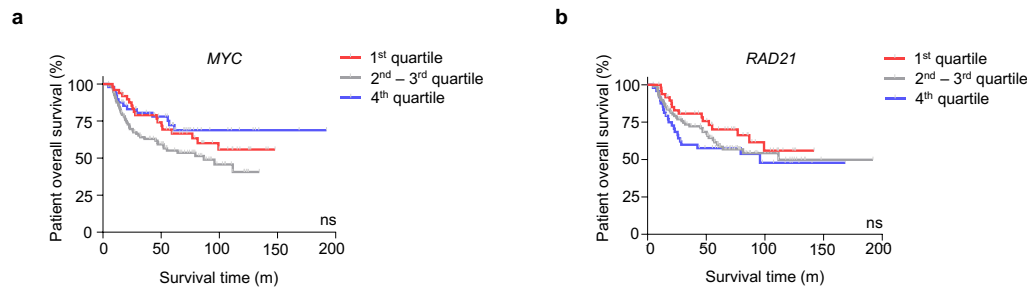 a
MYC
1st quartile
2nd – 3rd quartile
4th quartile
Patient overall survival (%)
100
75
50
25
0
ns
0 50 100 150 200
Survival time (m)
b
RAD21
1st quartile
2nd – 3rd quartile
4th quartile
Patient overall survival (%)
100
75
50
25
0
ns
0 50 100 150 200
Survival time (m)